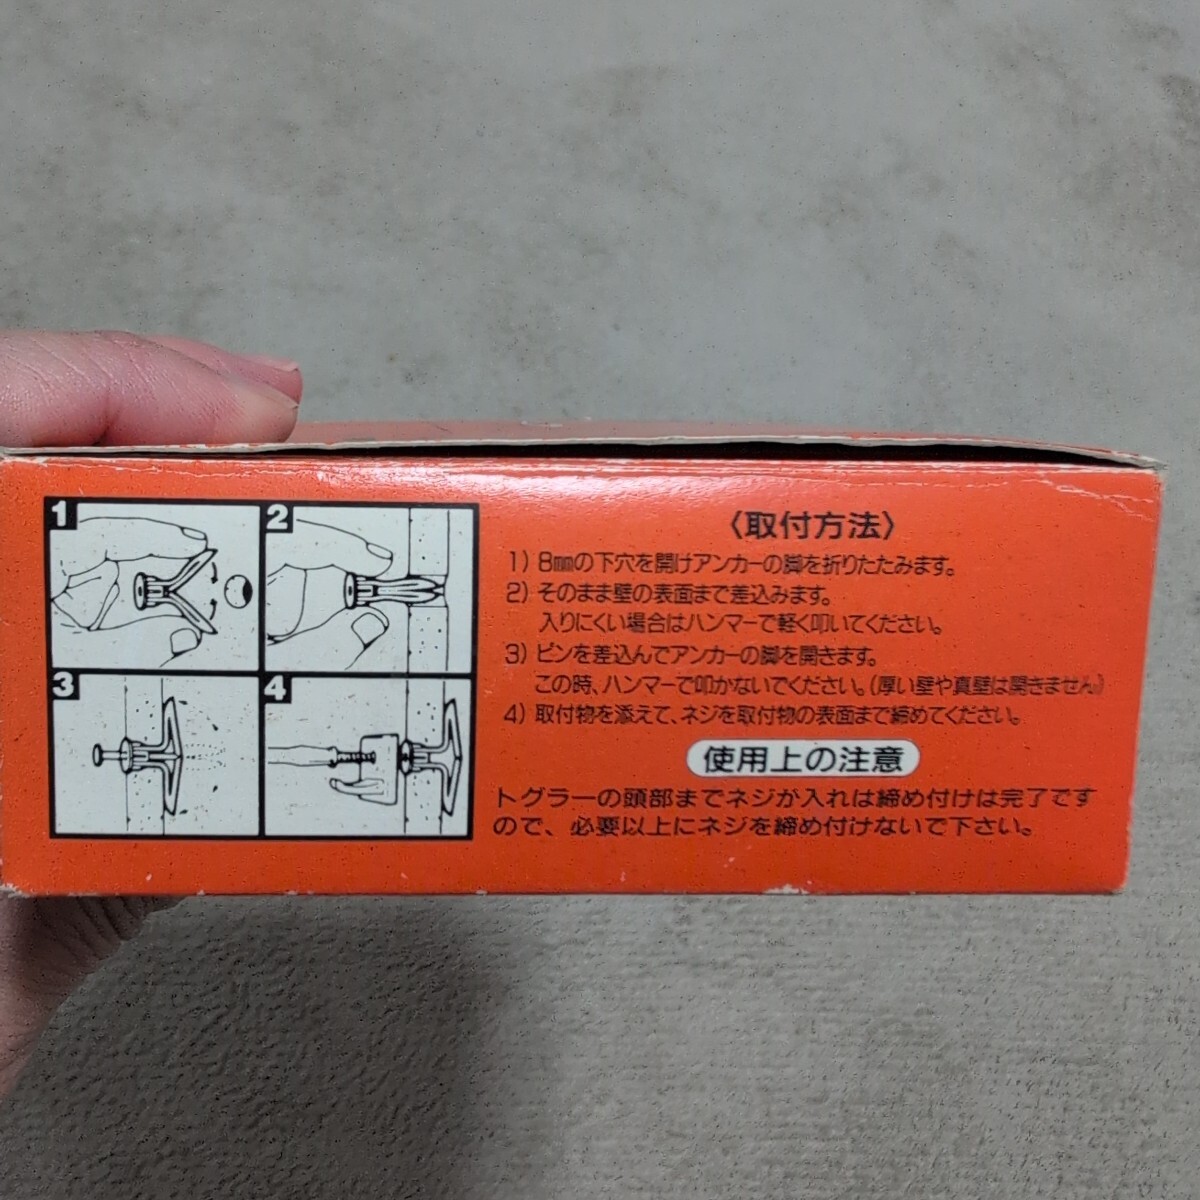 1
2
3
4
〈取付方法〉
1) 8mmの下穴を開けアンカーの脚を折りたたみます。
2) そのまま壁の表面まで差込みます。
入りにくい場合はハンマーで軽く叩いてください。
3) ピンを差込んでアンカーの脚を開きます。
この時、ハンマーで叩かないでください。(厚い壁や真壁は開きません)
4) 取付物を添えて、ネジを取付物の表面まで締めてください。
使用上の注意
トグラーの頭部までネジが入れば締め付けは完了です
ので、必要以上にネジを締め付けないで下さい。